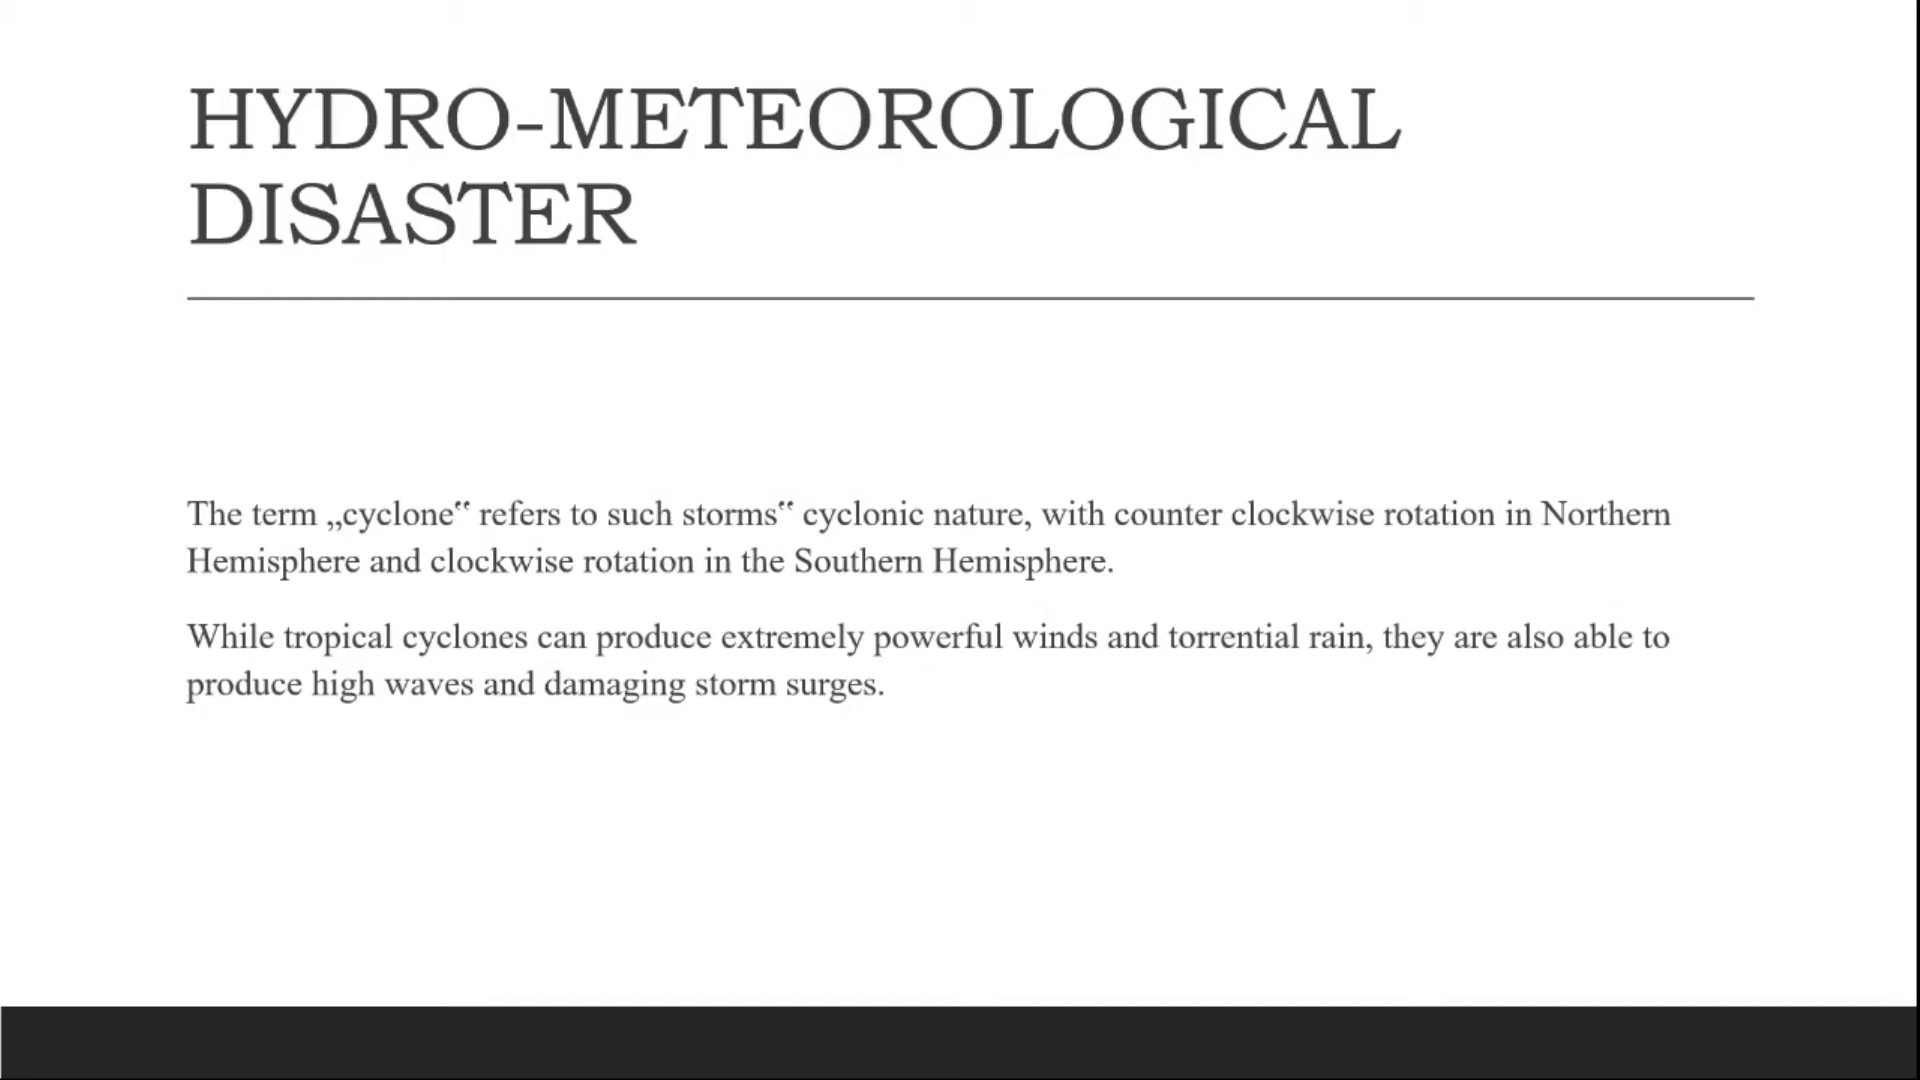 HYDRO-METEOROLOGICAL
DISASTER
The term „cyclone‟ refers to such storms‟ cyclonic nature, with counter clockwise rotation in Northern
Hemisphere and clockwise rotation in the Southern Hemisphere.
While tropical cyclones can produce extremely powerful winds and torrential rain, they are also able to
produce high waves and damaging storm surges.